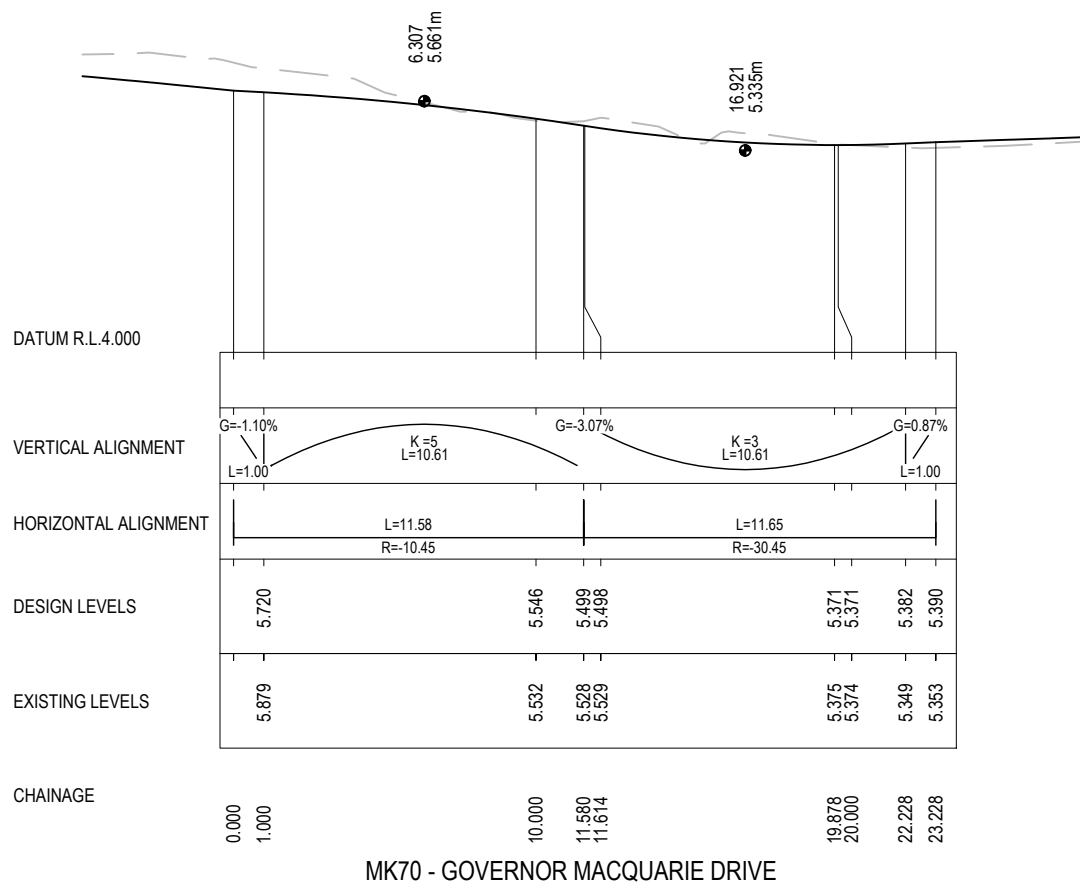 6.307
5.661m
16.921
5.335m
DATUM R.L.4.000
VERTICAL ALIGNMENT
G=-1.10%
L=1.00
K =5
L=10.61
G=-3.07%
K =3
L=10.61
G=0.87%
L=1.00
HORIZONTAL ALIGNMENT
L=11.58
R=-10.45
L=11.65
R=-30.45
DESIGN LEVELS
5.720
5.546
5.499
5.498
5.371
5.371
5.382
5.390
EXISTING LEVELS
5.879
5.532
5.528
5.529
5.375
5.374
5.349
5.353
CHAINAGE
0.000
1.000
10.000
11.580
11.614
19.878
20.000
22.228
23.228
MK70 - GOVERNOR MACQUARIE DRIVE